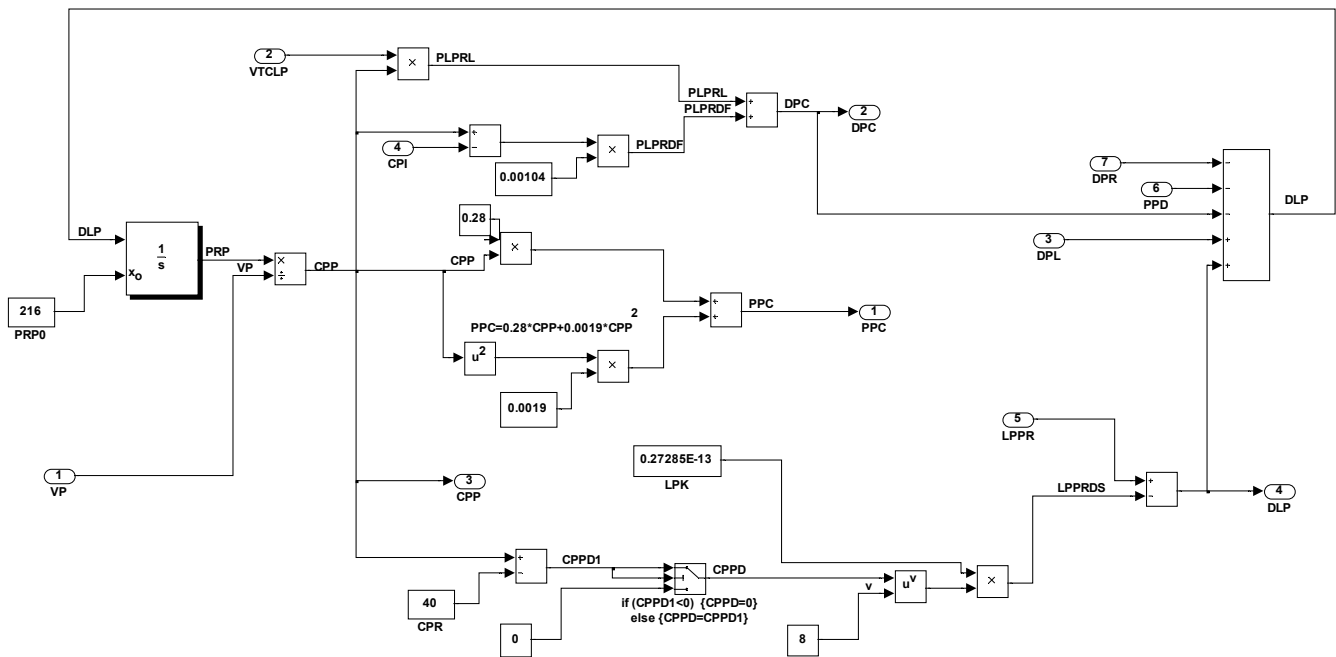 2
VTCLP
×
PLPRL
PLPRL
PLPRDF
+
+
DPC
2
DPC
4
CPI
+
−
0.00104
×
PLPRDF
7
DPR
6
PPD
3
DPL
−
−
−
+
+
DLP
DLP
1
s
xo
PRP
VP
×
÷
CPP
216
PRP0
0.28
CPP
×
+
+
PPC
1
PPC
2
PPC=0.28*CPP+0.0019*CPP
u2
×
0.0019
1
VP
3
CPP
0.27285E-13
LPK
5
LPPR
LPPRDS
+
−
4
DLP
+
−
CPPD1
40
CPR
0
CPPD
if (CPPD1<0) {CPPD=0}
else {CPPD=CPPD1}
v
uv
×
8